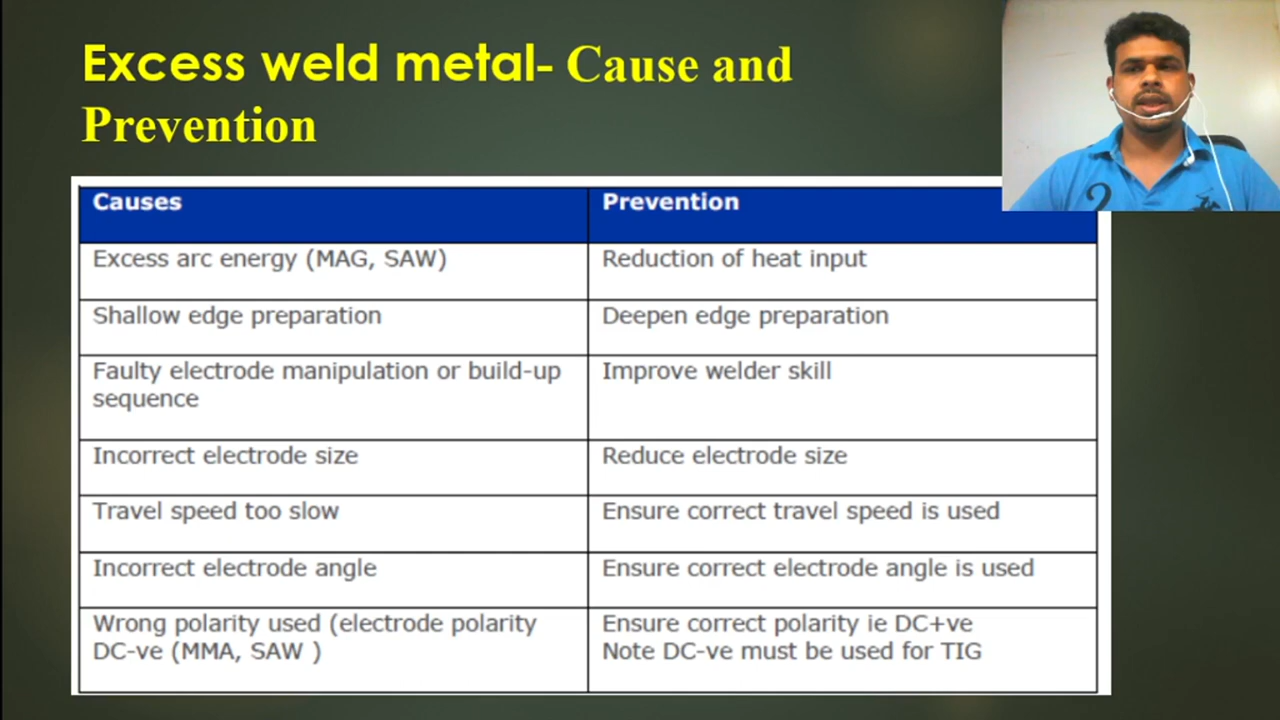 Excess weld metal- Cause and
Prevention
Causes
Prevention
Excess arc energy (MAG, SAW)
Reduction of heat input
Shallow edge preparation
Deepen edge preparation
Faulty electrode manipulation or build-up
sequence
Improve welder skill
Incorrect electrode size
Reduce electrode size
Travel speed too slow
Ensure correct travel speed is used
Incorrect electrode angle
Ensure correct electrode angle is used
Wrong polarity used (electrode polarity
DC-ve (MMA, SAW )
Ensure correct polarity ie DC+ve
Note DC-ve must be used for TIG
2